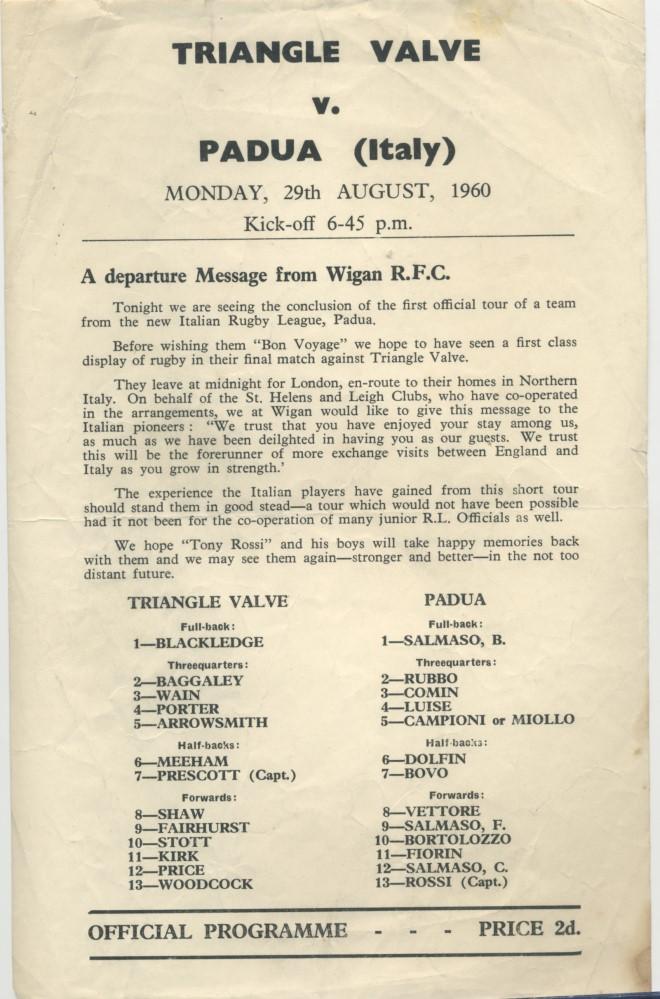 TRIANGLE VALVE
v.
PADUA (Italy)
MONDAY, 29th AUGUST, 1960
Kick-off 6-45 p.m.
A departure Message from Wigan R.F.C.
Tonight we are seeing the conclusion of the first official tour of a team
from the new Italian Rugby League, Padua.
Before wishing them "Bon Voyage" we hope to have seen a first class
display of rugby in their final match against Triangle Valve.
They leave at midnight for London, en-route to their homes in Northern
Italy. On behalf of the St. Helens and Leigh Clubs, who have co-operated
in the arrangements, we at Wigan would like to give this message to the
Italian pioneers : "We trust that you have enjoyed your stay among us,
as much as we have been deilghted in having you as our guests. We trust
this will be the forerunner of more exchange visits between England and
Italy as you grow in strength.'
The experience the Italian players have gained from this short tour
should stand them in good stead—a tour which would not have been possible
had it not been for the co-operation of many junior R.L. Officials as well.
We hope "Tony Rossi" and his boys will take happy memories back
with them and we may see them again—stronger and better—in the not too
distant future.
TRIANGLE VALVE
Full-back:
1—BLACKLEDGE
Threequarters:
2—BAGGALEY
3—WAIN
4—PORTER
5—ARROWSMITH
Half-backs:
6—MEEHAM
7—PRESCOTT (Capt.)
Forwards:
8—SHAW
9—FAIRHURST
10—STOTT
11—KIRK
12—PRICE
13—WOODCOCK
PADUA
Full-back:
1—SALMASO, B.
Threequarters:
2—RUBBO
3—COMIN
4—LUISE
5—CAMPIONI or MIOLLO
Half-backs:
6—DOLFIN
7—BOVO
Forwards:
8—VETTORE
9—SALMASO, F.
10—BORTOLOZZO
11—FIORIN
12—SALMASO, C.
13—ROSSI (Capt.)
OFFICIAL PROGRAMME - - - PRICE 2d.